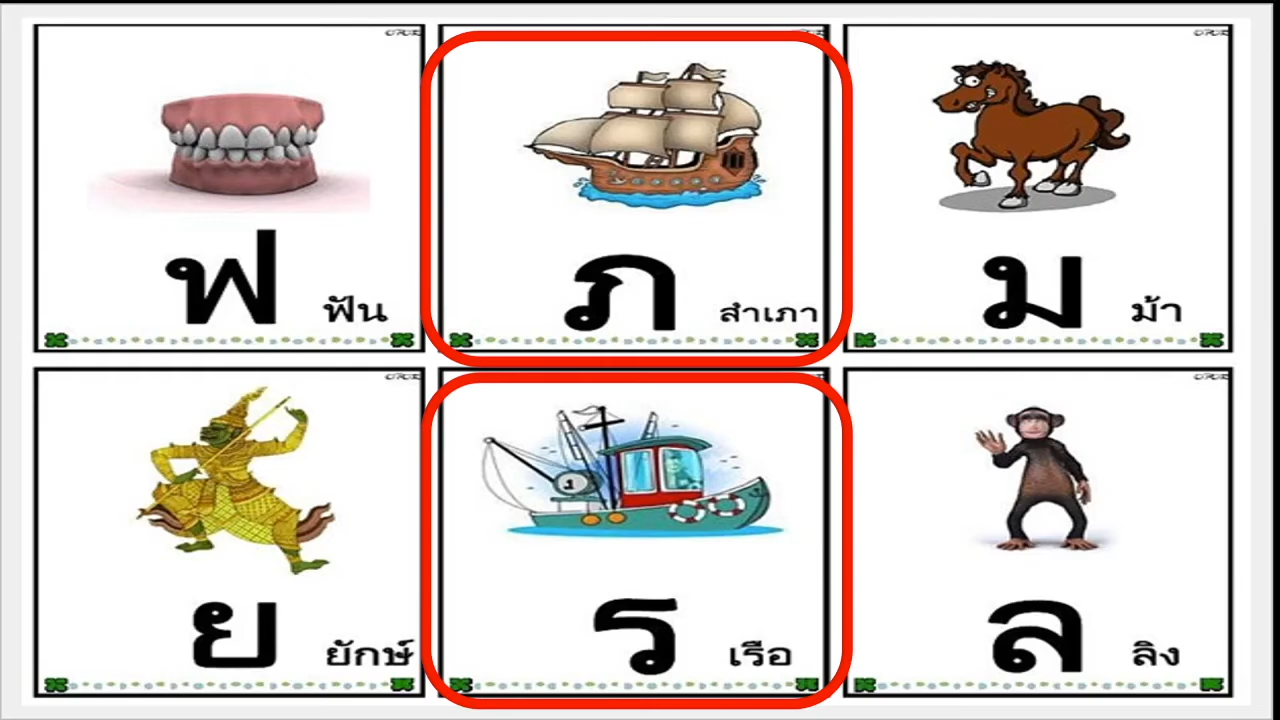 ฟ ฟัน
ภ สำเภา
ม ม้า
ย ยักษ์
1
ร เรือ
ล ลิง